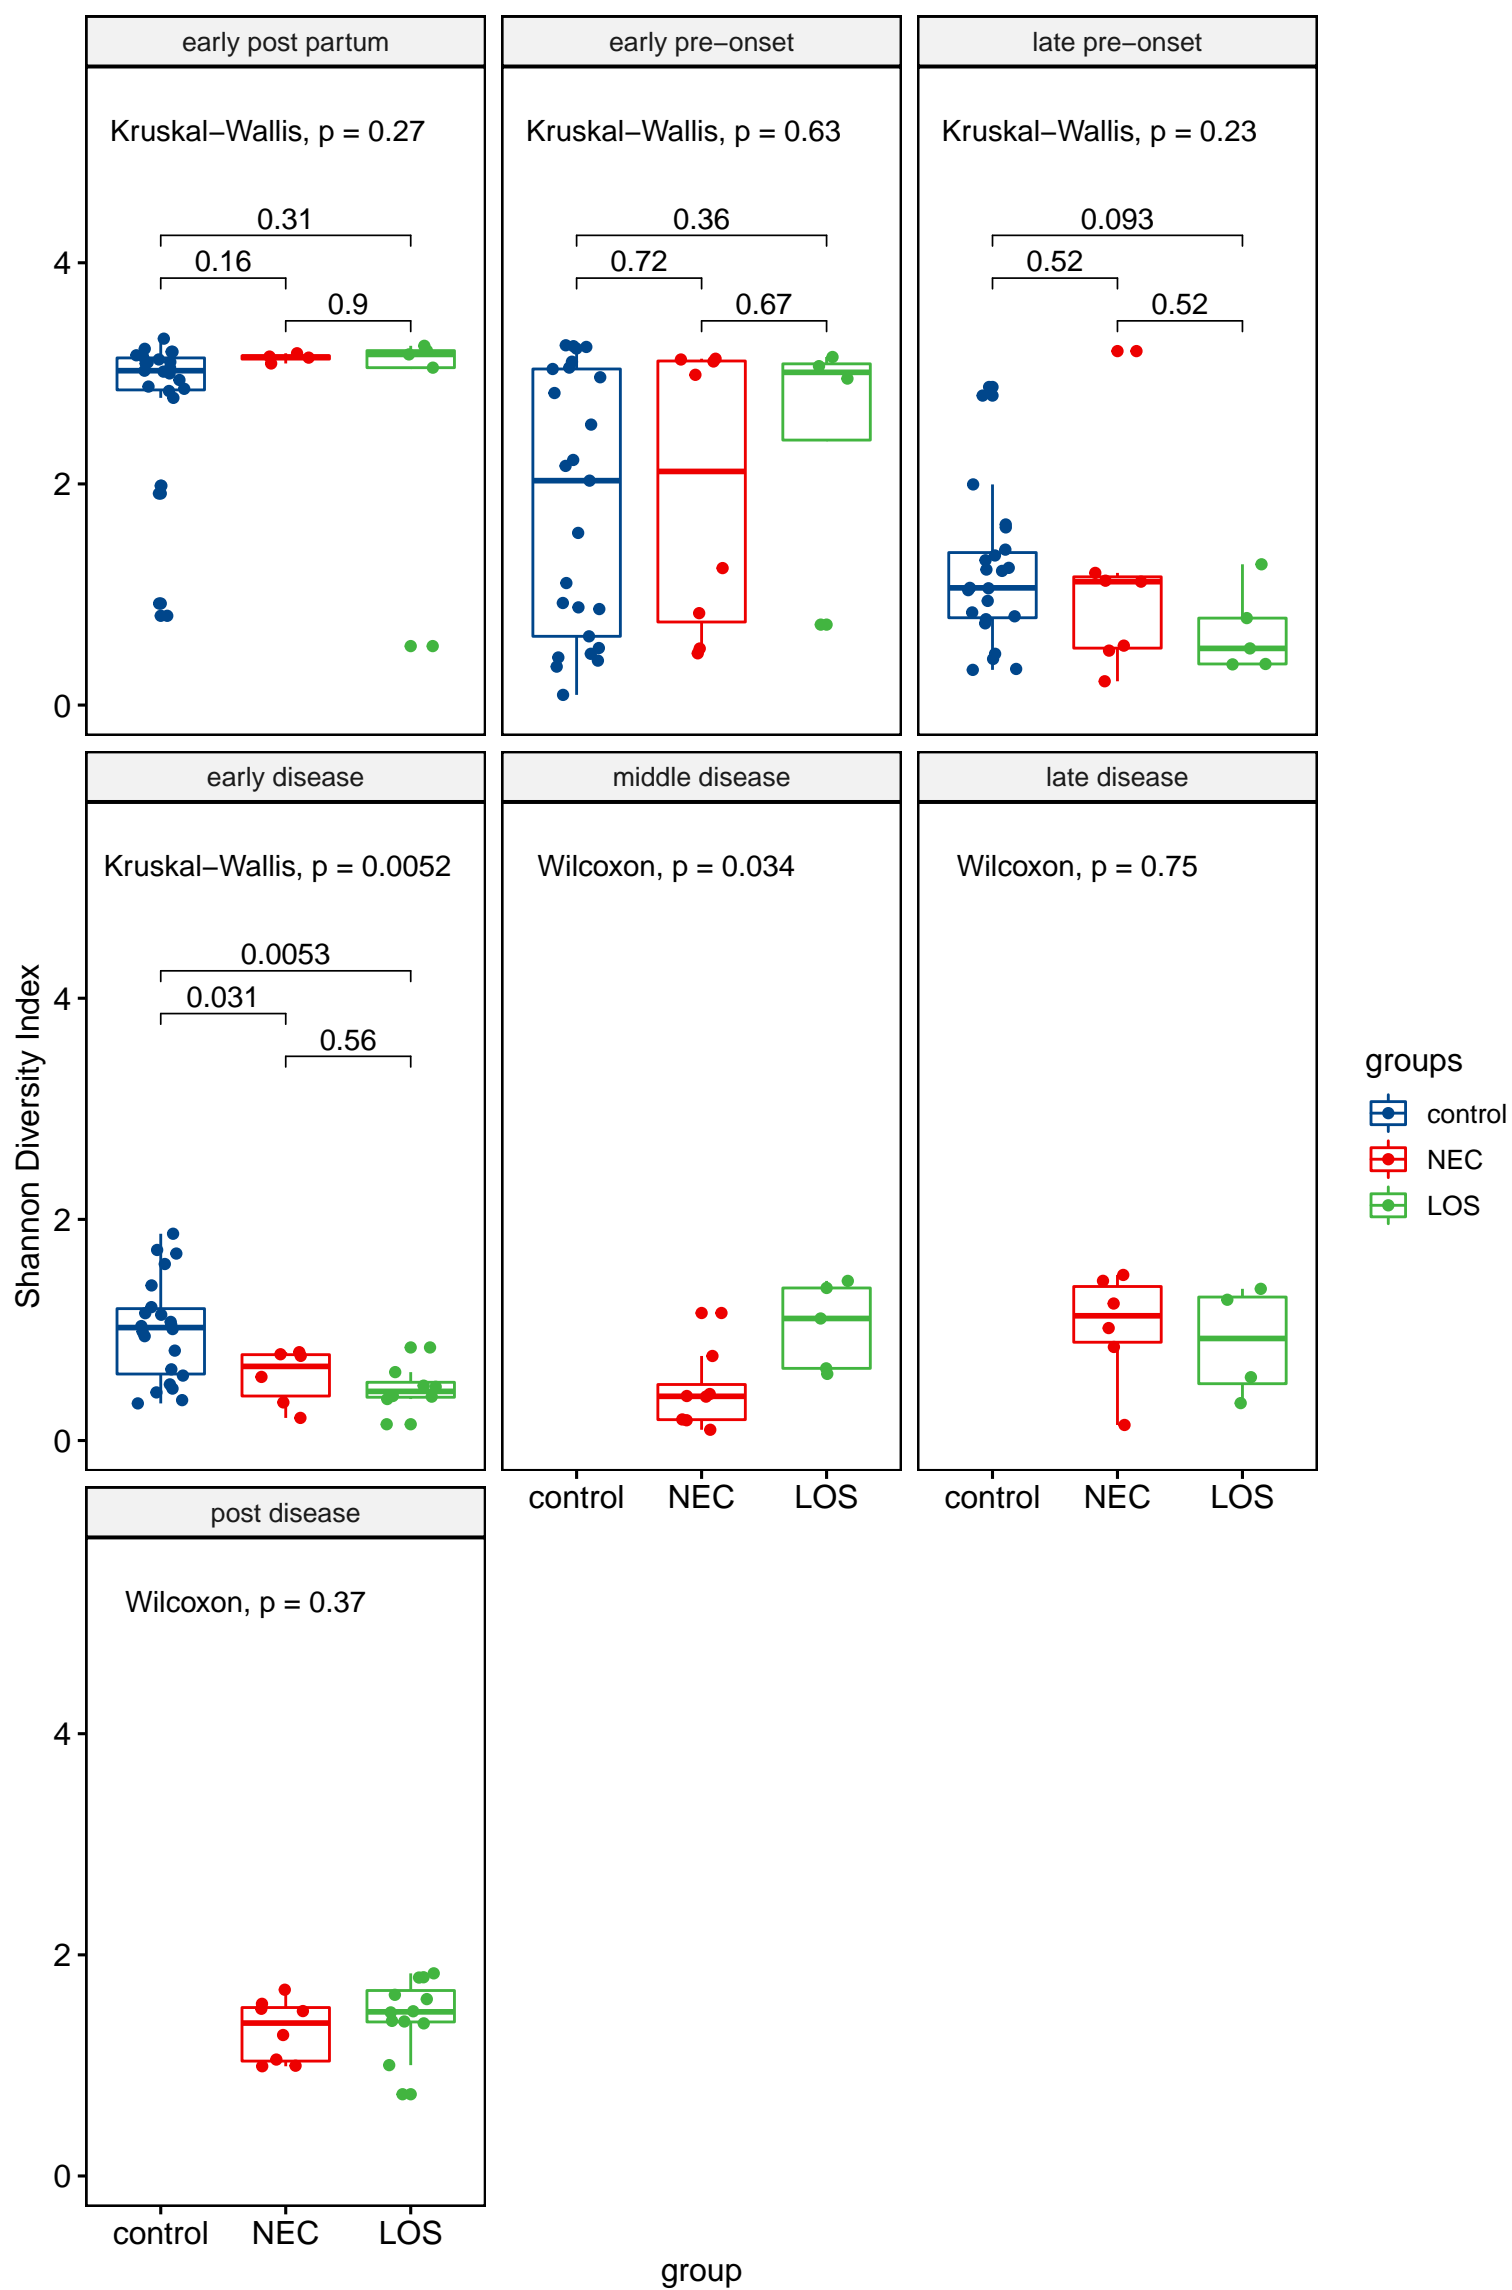 early post partum
early pre−onset
late pre−onset
Kruskal−Wallis, p = 0.27
Kruskal−Wallis, p = 0.63
Kruskal−Wallis, p = 0.23
0.31
0.16
0.9
0.36
0.72
0.67
0.093
0.52
0.52
4
2
0
early disease
middle disease
late disease
Kruskal−Wallis, p = 0.0052
Wilcoxon, p = 0.034
Wilcoxon, p = 0.75
0.0053
0.031
0.56
4
2
0
Shannon Diversity Index
groups
control
NEC
LOS
control NEC LOS
control NEC LOS
post disease
Wilcoxon, p = 0.37
4
2
0
control NEC LOS
group